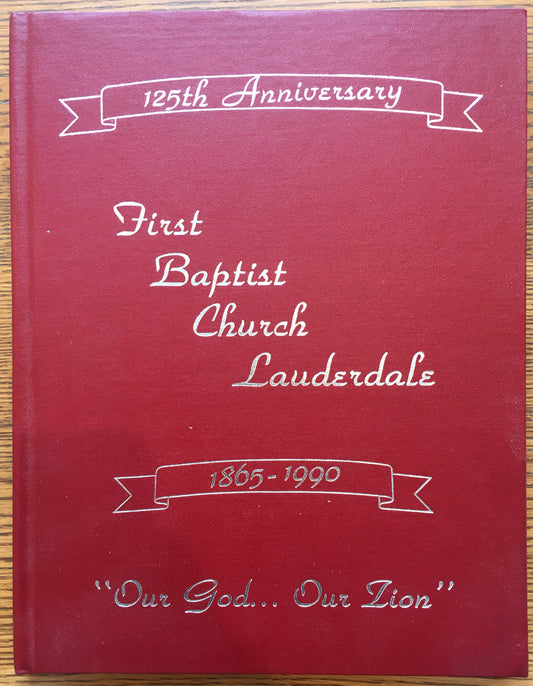 125th Anniversary
First
Baptist
Church
Lauderdale
1865-1990
"Our God... Our Zion"